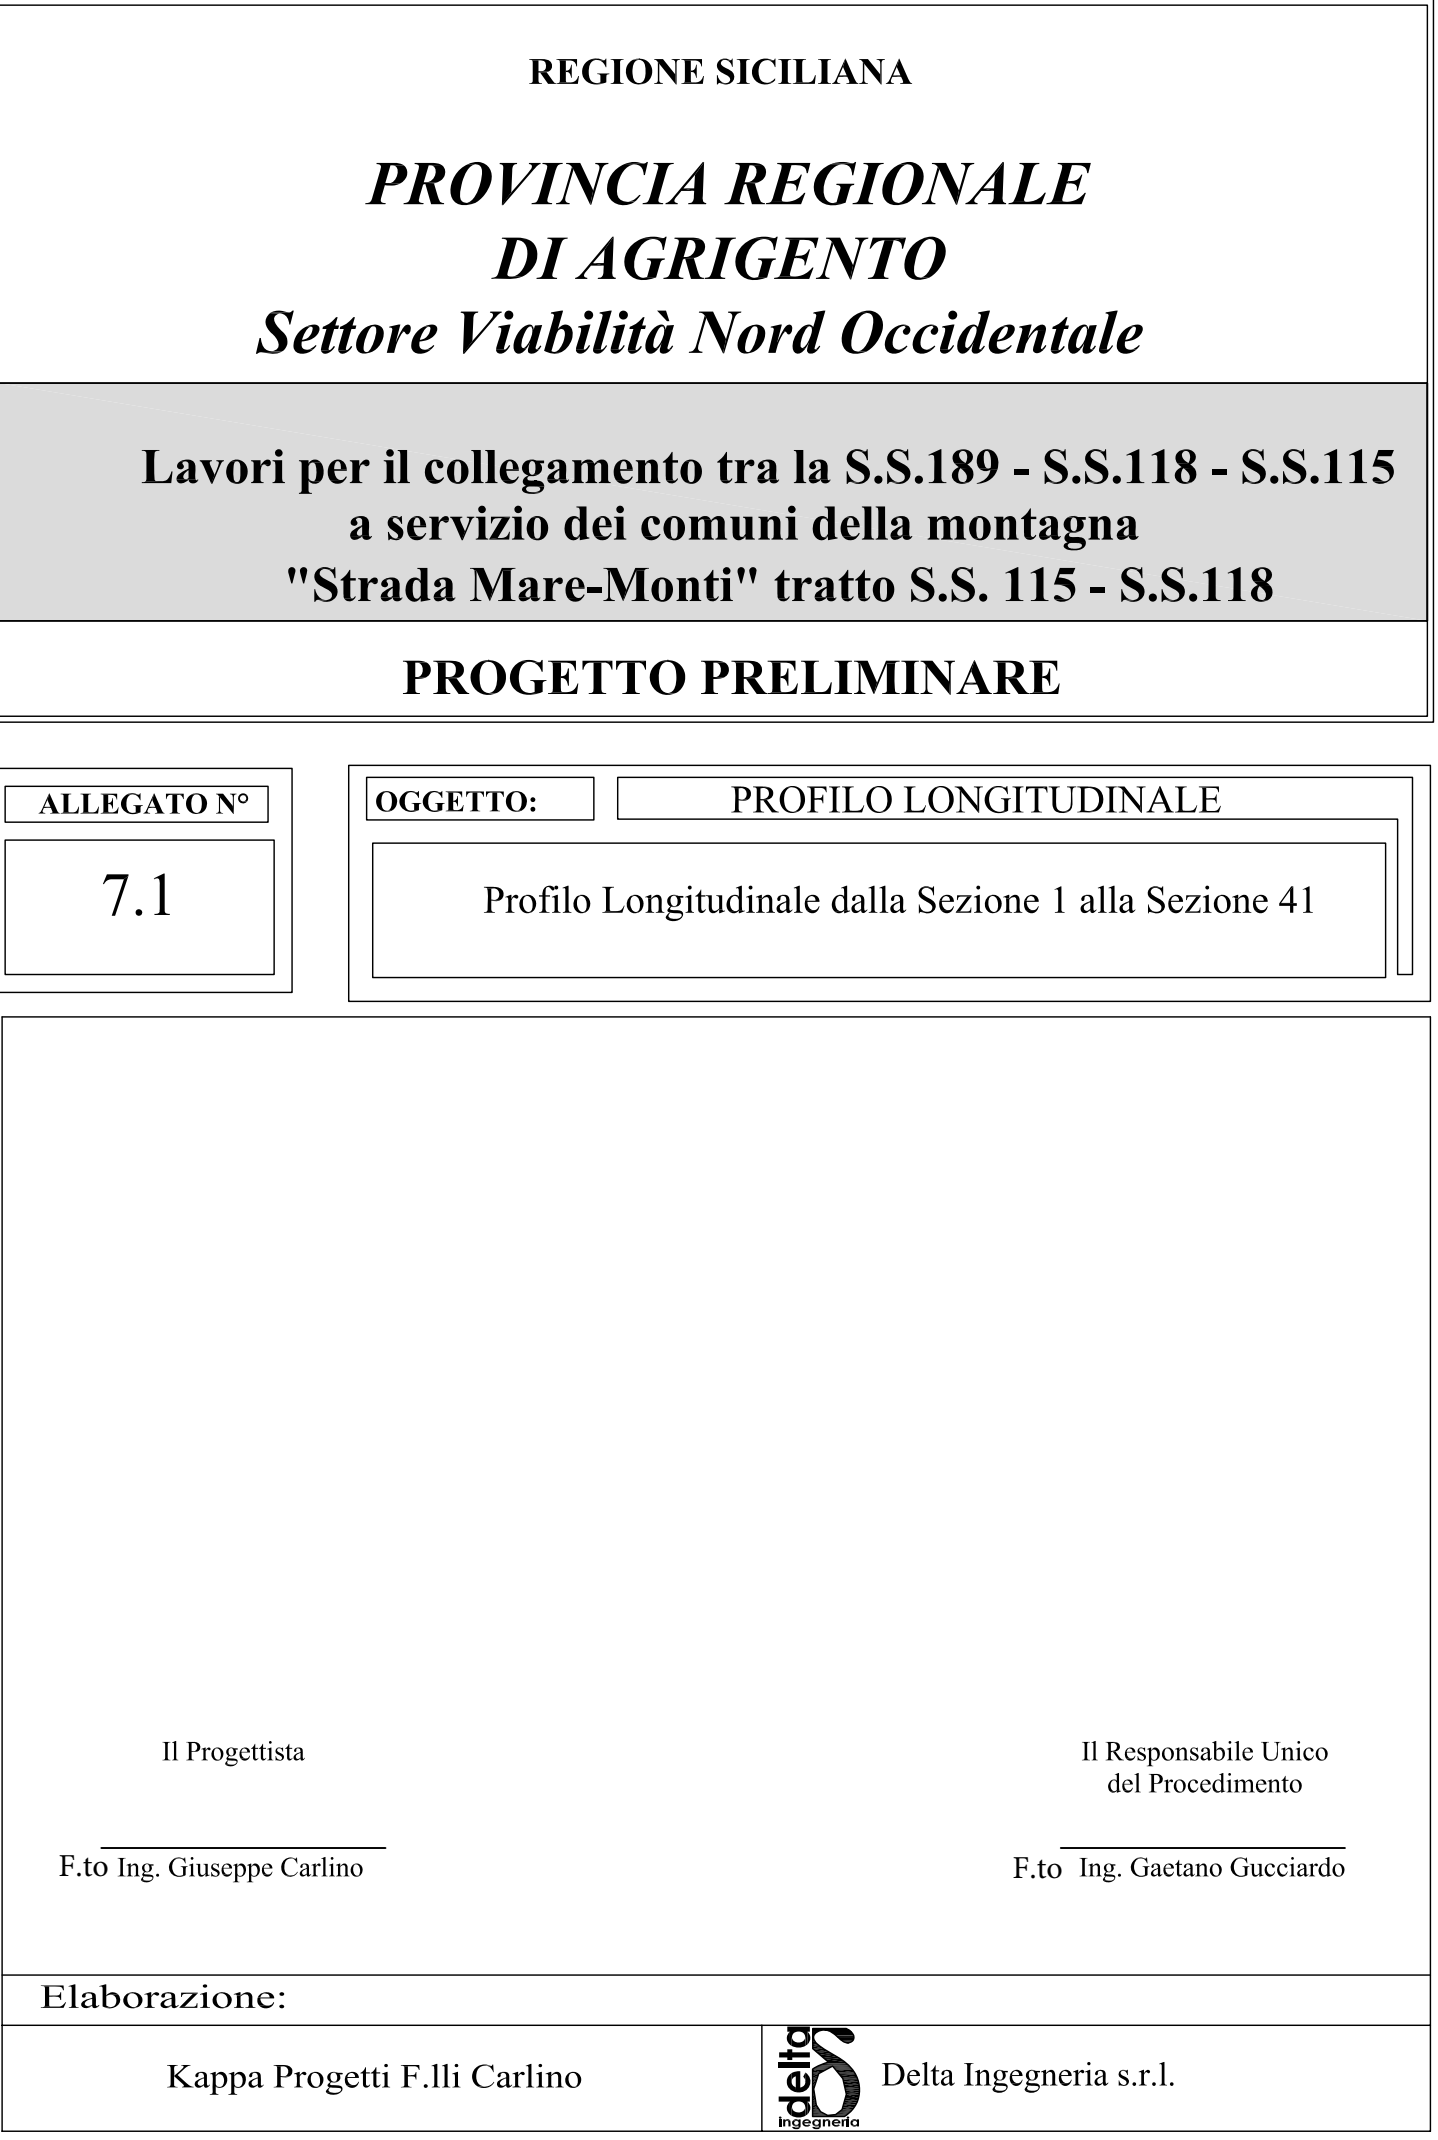 REGIONE SICILIANA
PROVINCIA REGIONALE
DI AGRIGENTO
Settore Viabilità Nord Occidentale
Lavori per il collegamento tra la S.S.189 - S.S.118 - S.S.115
a servizio dei comuni della montagna
"Strada Mare-Monti" tratto S.S. 115 - S.S.118
PROGETTO PRELIMINARE
ALLEGATO N°
7.1
OGGETTO:
PROFILO LONGITUDINALE
Profilo Longitudinale dalla Sezione 1 alla Sezione 41
Il Progettista
F.to Ing. Giuseppe Carlino
Il Responsabile Unico
del Procedimento
F.to Ing. Gaetano Gucciardo
Elaborazione:
Kappa Progetti F.lli Carlino
delta
δ
ingegneria
Delta Ingegneria s.r.l.